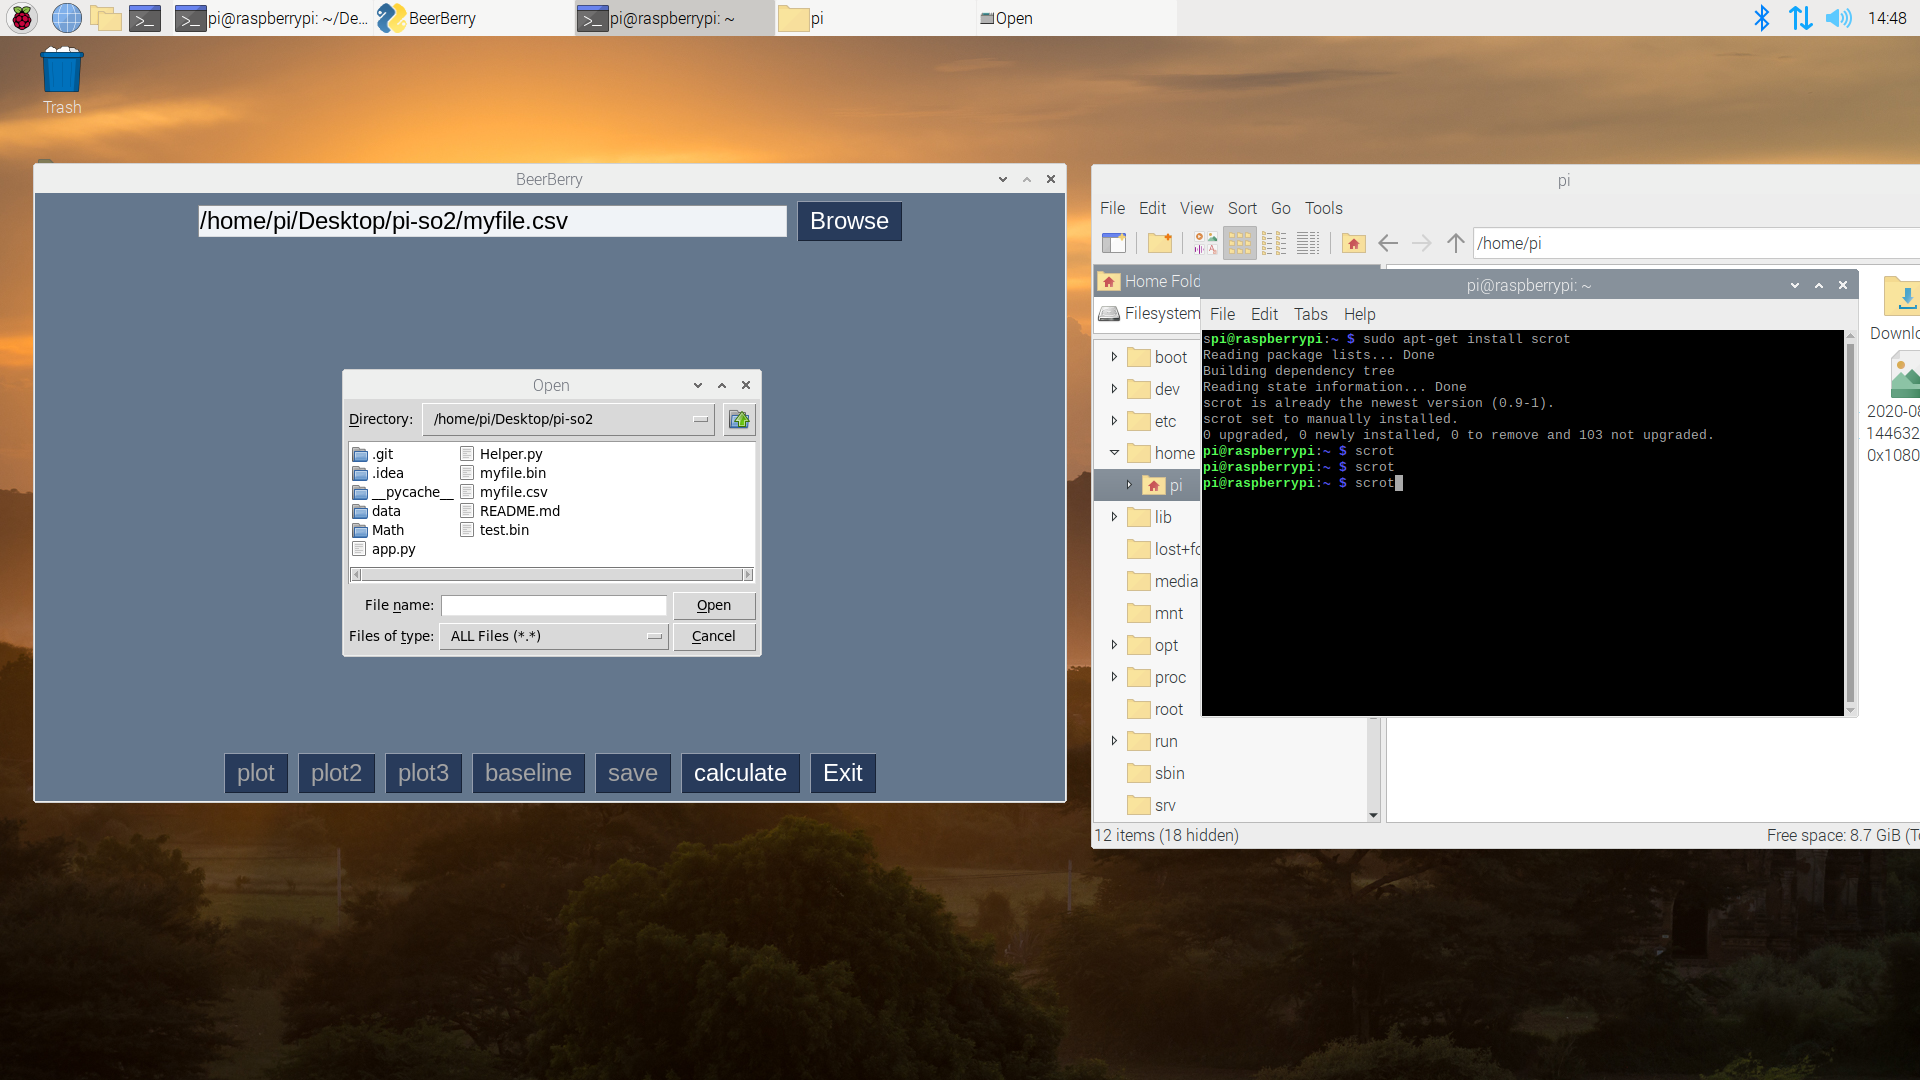 pi@raspberrypi: ~/De...
BeerBerry
pi@raspberrypi: ~
pi
Open
14:48
Trash
BeerBerry
/home/pi/Desktop/pi-so2/myfile.csv
Browse
Open
Directory:
/home/pi/Desktop/pi-so2
.git
.idea
__pycache__
data
Math
app.py
Helper.py
myfile.bin
myfile.csv
README.md
test.bin
File name:
Open
Files of type:
ALL Files (*.*)
Cancel
plot
plot2
plot3
baseline
save
calculate
Exit
pi
File Edit View Sort Go Tools
/home/pi
Home Fold
Filesystem
boot
dev
etc
home
pi
lib
lost+fo
media
mnt
opt
proc
root
run
sbin
srv
Downlo
2020-08
144632
0x1080
12 items (18 hidden)
Free space: 8.7 GiB (To
pi@raspberrypi: ~
File Edit Tabs Help
spi@raspberrypi:~ $ sudo apt-get install scrot
Reading package lists... Done
Building dependency tree
Reading state information... Done
scrot is already the newest version (0.9-1).
scrot set to manually installed.
0 upgraded, 0 newly installed, 0 to remove and 103 not upgraded.
pi@raspberrypi:~ $ scrot
pi@raspberrypi:~ $ scrot
pi@raspberrypi:~ $ scrot